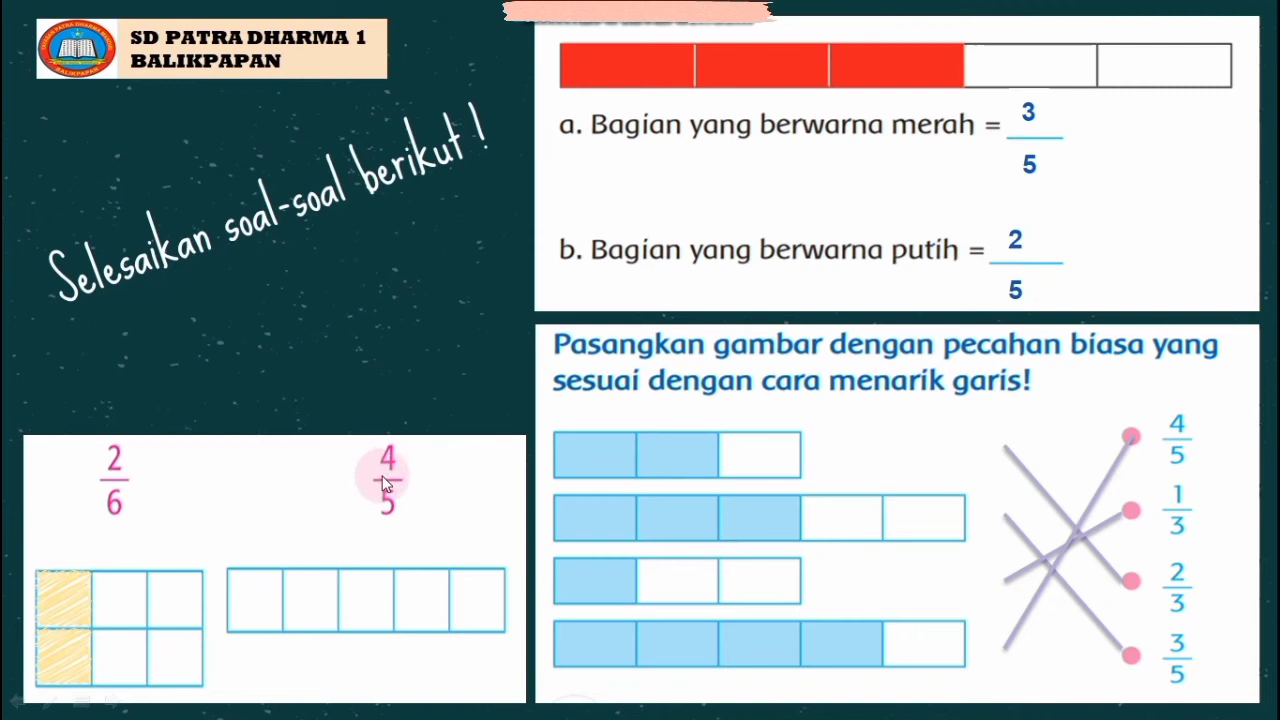 SD PATRA DHARMA 1
BALIKPAPAN
Selesaikan soal-soal berikut !
a. Bagian yang berwarna merah = 3
5
b. Bagian yang berwarna putih = 2
5
Pasangkan gambar dengan pecahan biasa yang
sesuai dengan cara menarik garis!
4
5
1
3
2
3
3
5
2
6
4
5